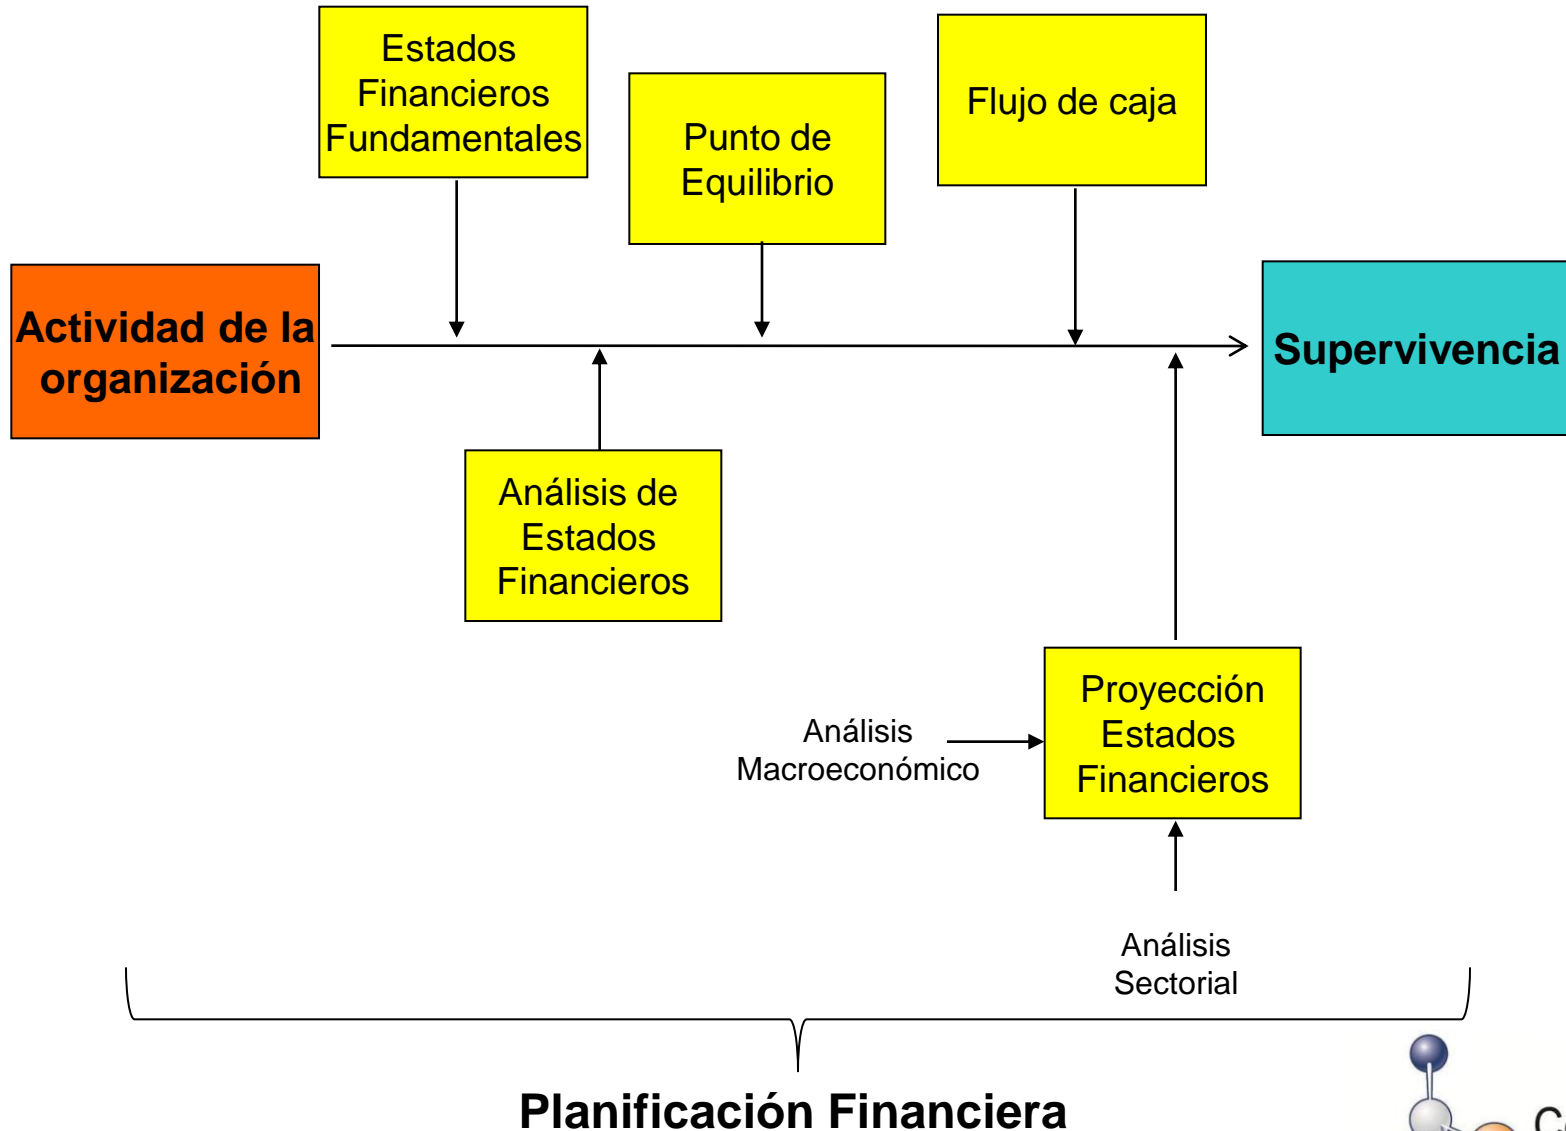 Estados
Financieros
Fundamentales
Punto de
Equilibrio
Flujo de caja
Actividad de la
organización
Supervivencia
Análisis de
Estados
Financieros
Proyección
Estados
Financieros
Análisis
Macroeconómico
Análisis
Sectorial
Planificación Financiera